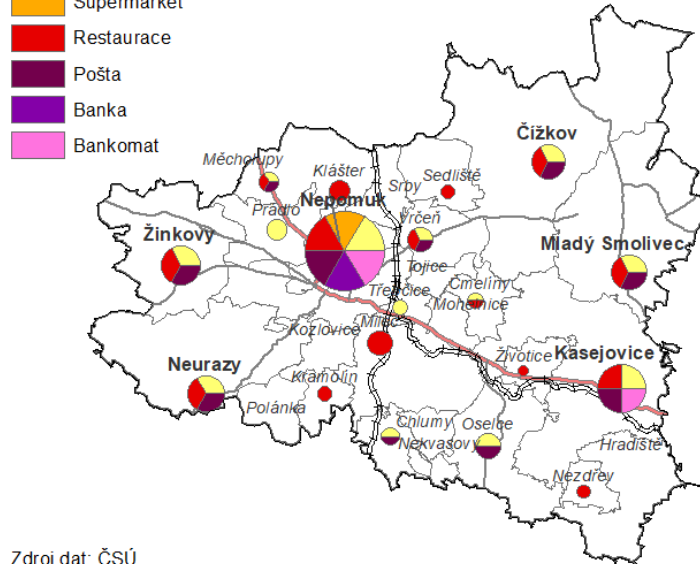 Supermarket
Restaurace
Pošta
Banka
Bankomat
Čížkov
Měcholupy
Klášter
Sedliště
Srby
Nepomuk
Prádlo
Vrčeň
Žinkovy
Mladý Smolivec
Tojice
Čmelíny
Třebčice
Mohelnice
Kozlovice
Mileč
Životice
Kasejovice
Neurazy
Kramolín
Polánka
Chlumy
Oselce
Nekvasovy
Hradiště
Nezdřev
Zdroj dat: ČSÚ